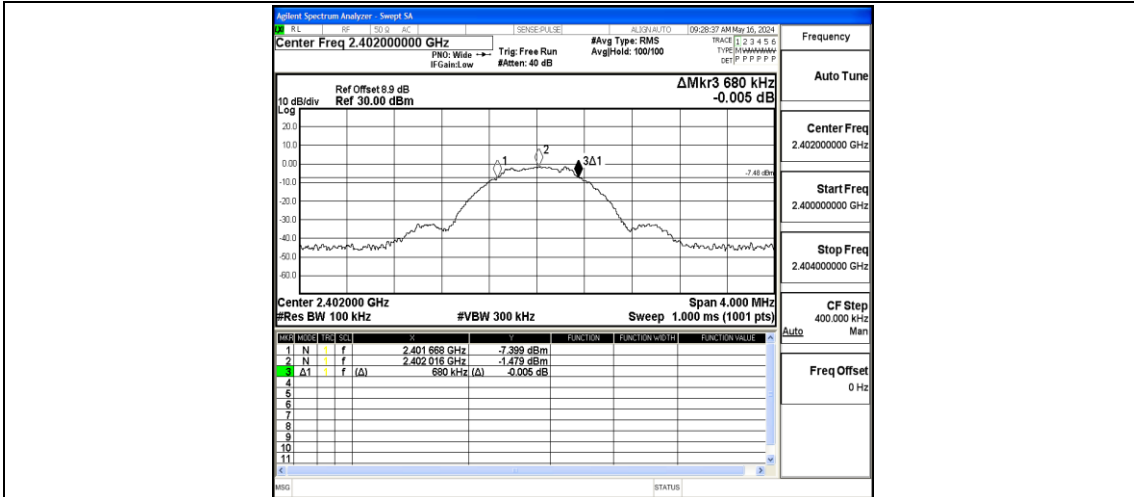 Agilent Spectrum Analyzer - Swept SA
RL RF 50 Ω AC SENSE:PULSE ALIGN AUTO 09:28:37 AM May 16, 2024
Center Freq 2.402000000 GHz
PNO: Wide
IFGain:Low
Trig: Free Run
#Atten: 40 dB
#Avg Type: RMS
Avg|Hold: 100/100
TRACE 1 2 3 4 5 6
TYPE MWWWWW
DET P P P P P P
Frequency
ΔMkr3 680 kHz
-0.005 dB
Ref Offset 8.9 dB
10 dB/div Ref 30.00 dBm
Log
20.0
10.0
0.00
-10.0
-20.0
-30.0
-40.0
-50.0
-60.0
1
2
3Δ1
-7.48 dBm
Center 2.402000 GHz Span 4.000 MHz
#Res BW 100 kHz #VBW 300 kHz Sweep 1.000 ms (1001 pts)
MKR MODE TRC SCL X Y FUNCTION FUNCTION WIDTH FUNCTION VALUE
1 N 1 f 2.401 668 GHz -7.399 dBm
2 N 1 f 2.402 016 GHz -1.479 dBm
3 Δ1 1 f (Δ) 680 kHz (Δ) -0.005 dB
4
5
6
7
8
9
10
11
MSG STATUS
Auto Tune
Center Freq
2.402000000 GHz
Start Freq
2.400000000 GHz
Stop Freq
2.404000000 GHz
CF Step
400.000 kHz
Auto Man
Freq Offset
0 Hz